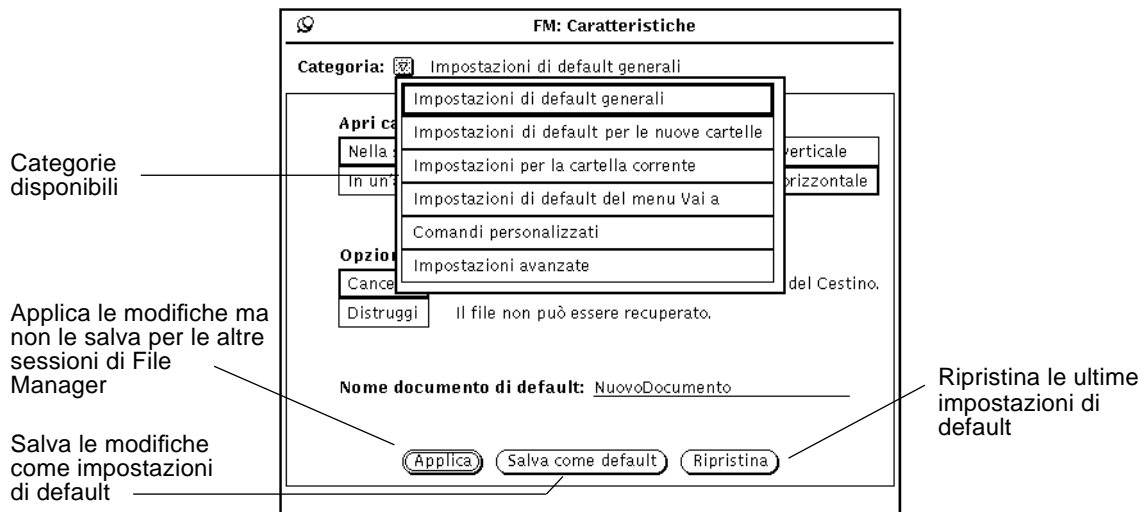 FM: Caratteristiche
Categoria: Impostazioni di default generali
Impostazioni di default generali
Impostazioni di default per le nuove cartelle
Impostazioni per la cartella corrente
Impostazioni di default del menu Vai a
Comandi personalizzati
Impostazioni avanzate
Apri
Nella
verticale
In
Cestino.
del
Distruggi Il file non può essere recuperato.
Nome documento di default: NuovoDocumento
Applica Salva come default Ripristina
Categorie
disponibili
Applica le modifiche ma
non le salva per le altre
sessioni di File
Manager
Salva le modifiche
come impostazioni
di default
Ripristina le ultime
impostazioni di
default